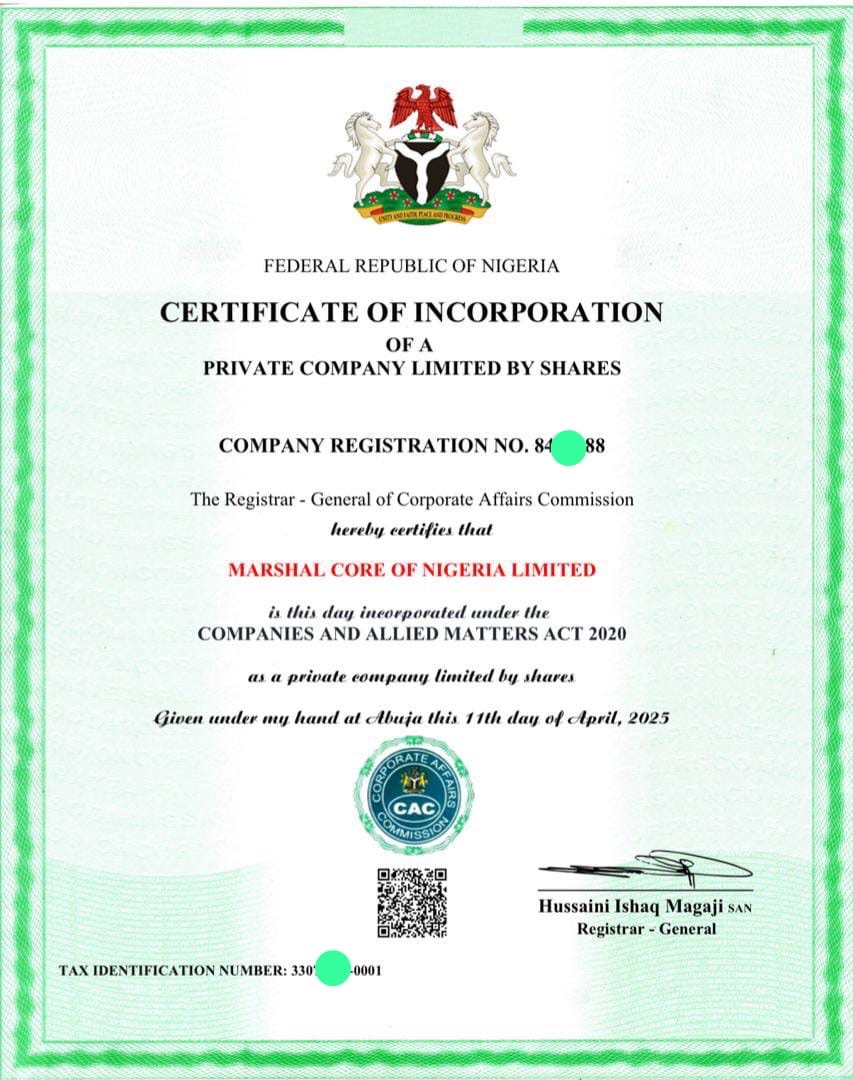 UNITY AND FAITH, PEACE AND PROGRESS
FEDERAL REPUBLIC OF NIGERIA
CERTIFICATE OF INCORPORATION
OF A
PRIVATE COMPANY LIMITED BY SHARES
COMPANY REGISTRATION NO. 84 88
The Registrar - General of Corporate Affairs Commission
hereby certifies that
MARSHAL CORE OF NIGERIA LIMITED
is this day incorporated under the
COMPANIES AND ALLIED MATTERS ACT 2020
as a private company limited by shares
Given under my hand at Abuja this 11th day of April, 2025
CORPORATE AFFAIRS
CAC
COMMISSION
Hussaini Ishaq Magaji SAN
Registrar - General
TAX IDENTIFICATION NUMBER: 330 -0001